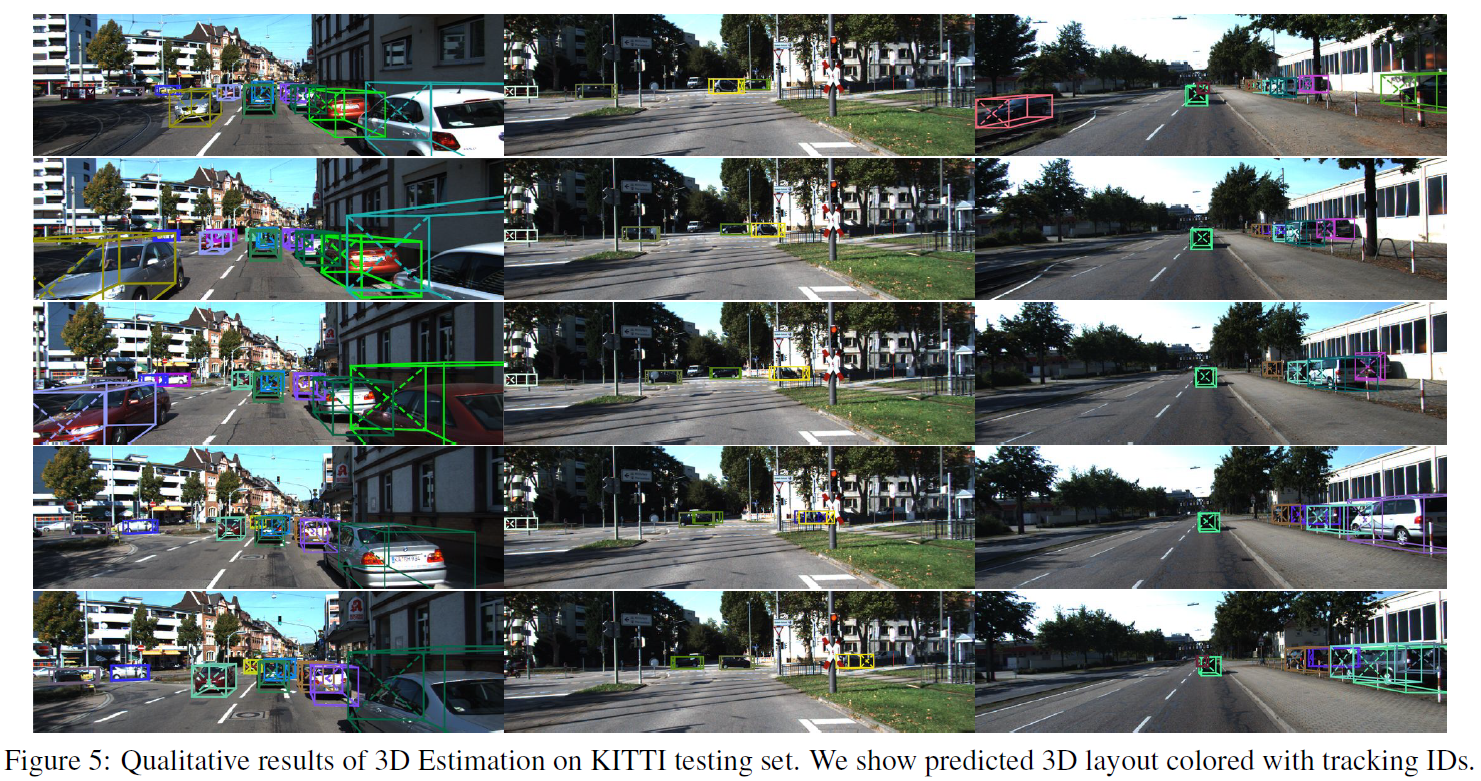 Figure 5: Qualitative results of 3D Estimation on KITTI testing set. We show predicted 3D layout colored with tracking IDs.